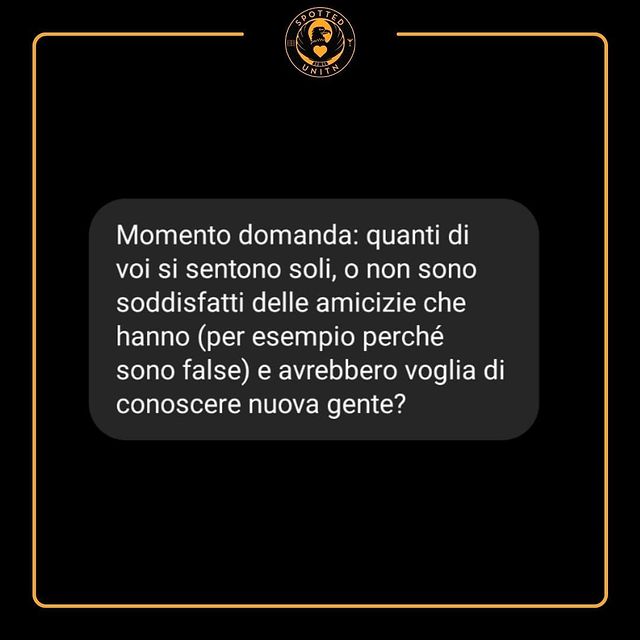 SPOTTED
UNITN
Momento domanda: quanti di
voi si sentono soli, o non sono
soddisfatti delle amicizie che
hanno (per esempio perché
sono false) e avrebbero voglia di
conoscere nuova gente?